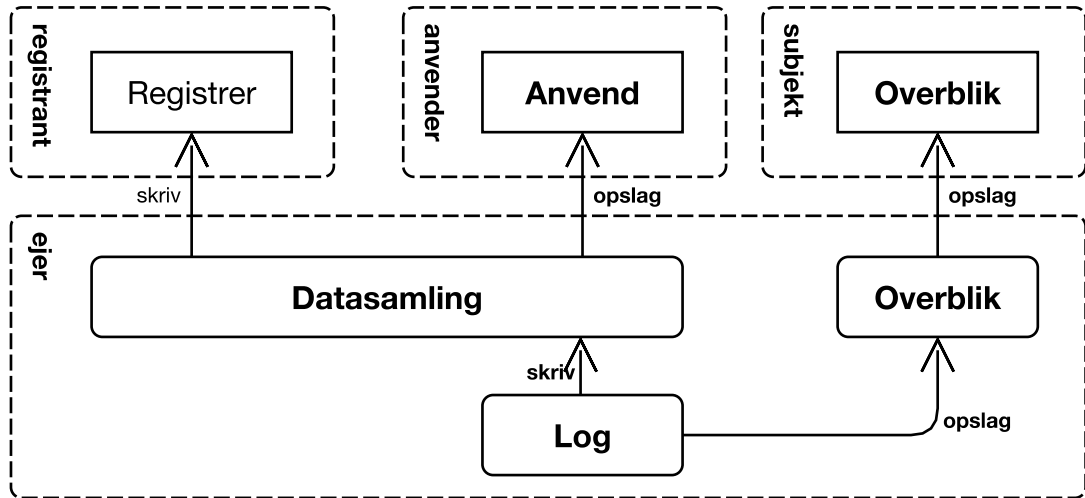 registrant
Registrer
anvender
Anvend
subjekt
Overblik
skriv
opslag
opslag
ejer
Datasamling
Overblik
skriv
Log
opslag